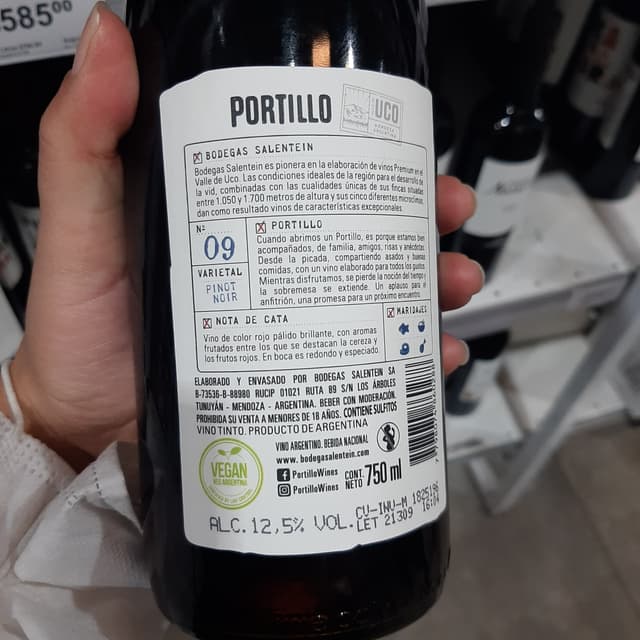 585⁰⁰
PORTILLO
UCO
BODEGAS SALENTEIN
Bodegas Salentein es pionera en la elaboración de vinos Premium en el
Valle de Uco. Las condiciones ideales de la región para el desarrollo de
la vid, combinadas con las cualidades únicas de sus fincas situadas
entre 1.050 y 1.700 metros de altura y sus cinco diferentes microclimas,
dan como resultado vinos de características excepcionales.
Nº
09
VARIETAL
PINOT
NOIR
PORTILLO
Cuando abrimos un Portillo, es porque estamos bien
acompañados, de familia, amigos, risas y anécdotas.
Desde la picada, compartiendo asados y buenas
comidas, con un vino elaborado para todos los gustos.
Mientras disfrutamos, se pierde la noción del tiempo y
la sobremesa se extiende. Un aplauso para el
anfitrión, una promesa para un próximo encuentro.
NOTA DE CATA
Vino de color rojo pálido brillante, con aromas
frutados entre los que se destacan la cereza y
los frutos rojos. En boca es redondo y especiado.
MARIDAJES
ELABORADO Y ENVASADO POR BODEGAS SALENTEIN SA
B-73536-B-88980 RUCIP 01021 RUTA 89 S/N LOS ÁRBOLES
TUNUYÁN - MENDOZA - ARGENTINA. BEBER CON MODERACIÓN.
PROHIBIDA SU VENTA A MENORES DE 18 AÑOS. CONTIENE SULFITOS
VINO TINTO. PRODUCTO DE ARGENTINA
VINO ARGENTINO. BEBIDA NACIONAL
www.bodegasalentein.com
PortilloWines
PortilloWines
CONT.
NETO 750 ml
VEGAN
ARGENTINA
ALC.12,5% VOL.
CV-INV-M 1825196
LET 21309 16:04